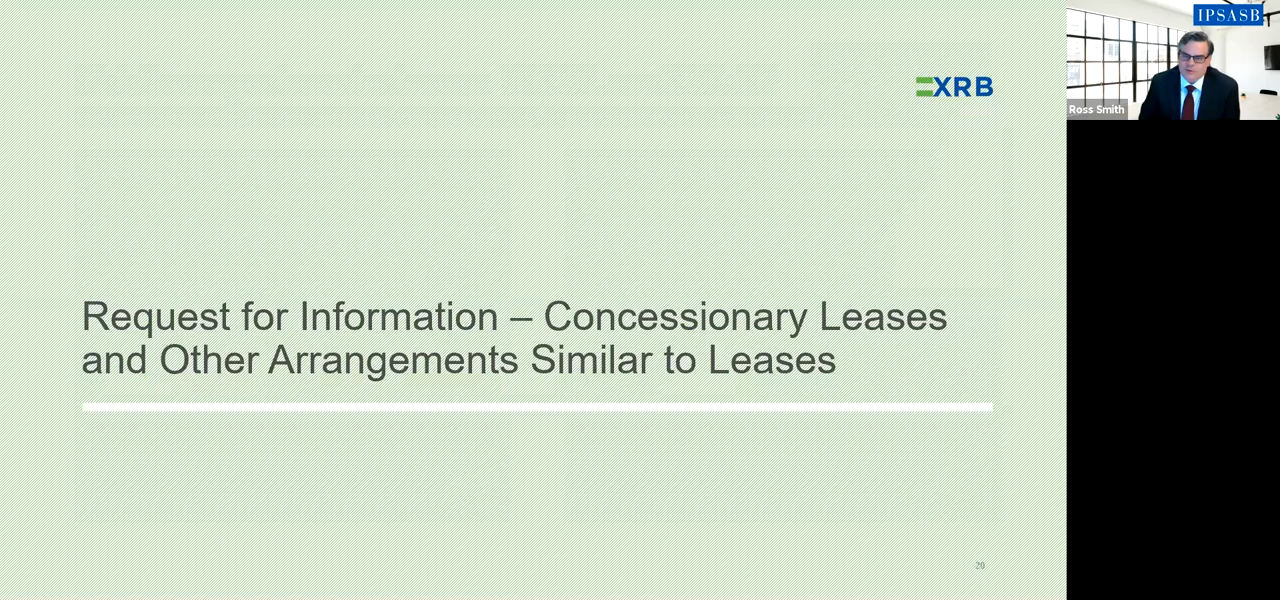 IPSASB
XRB
Ross Smith
Request for Information – Concessionary Leases
and Other Arrangements Similar to Leases
20